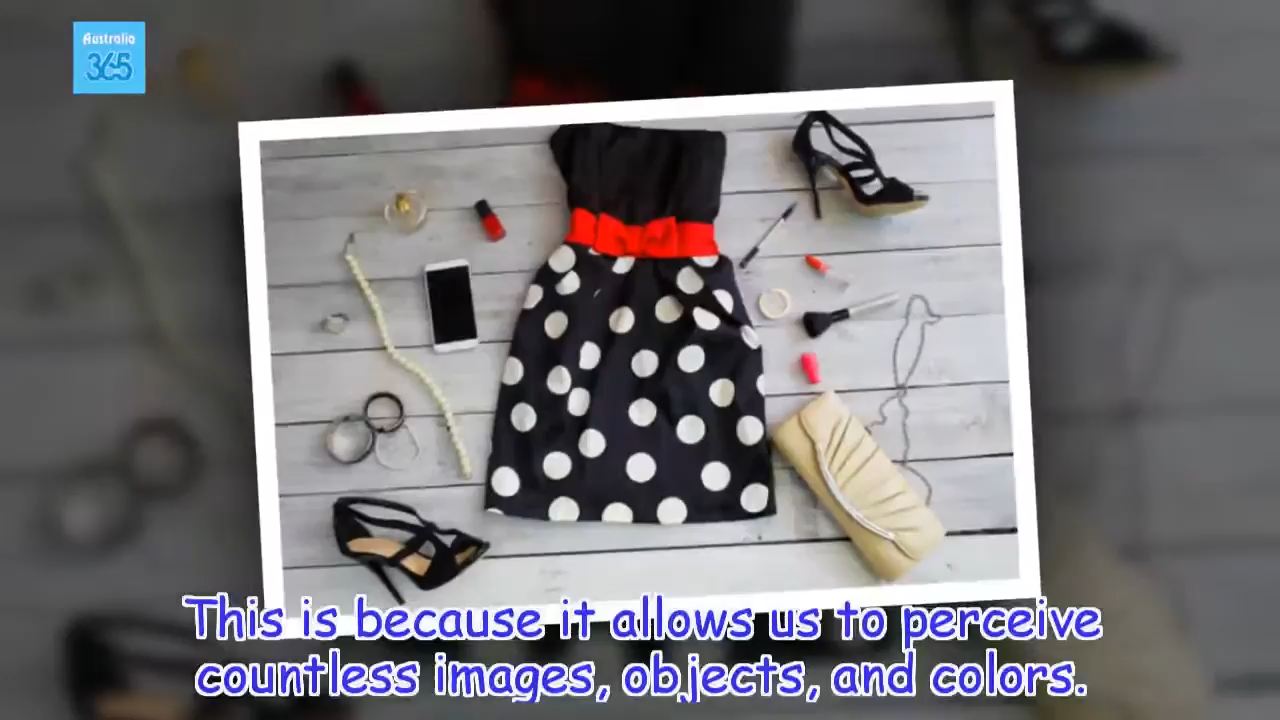 Australia
365
This is because it allows us to perceive
countless images, objects, and colors.